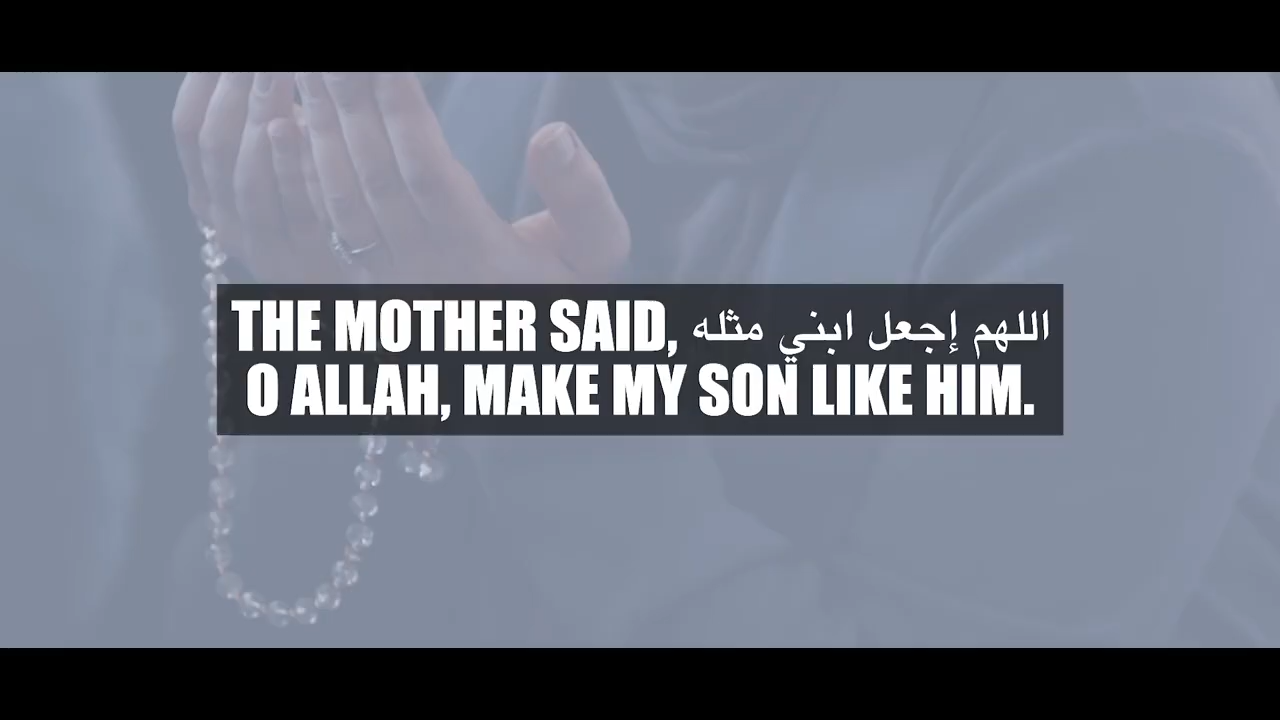 THE MOTHER SAID, اللهم إجعل ابني مثله
O ALLAH, MAKE MY SON LIKE HIM.